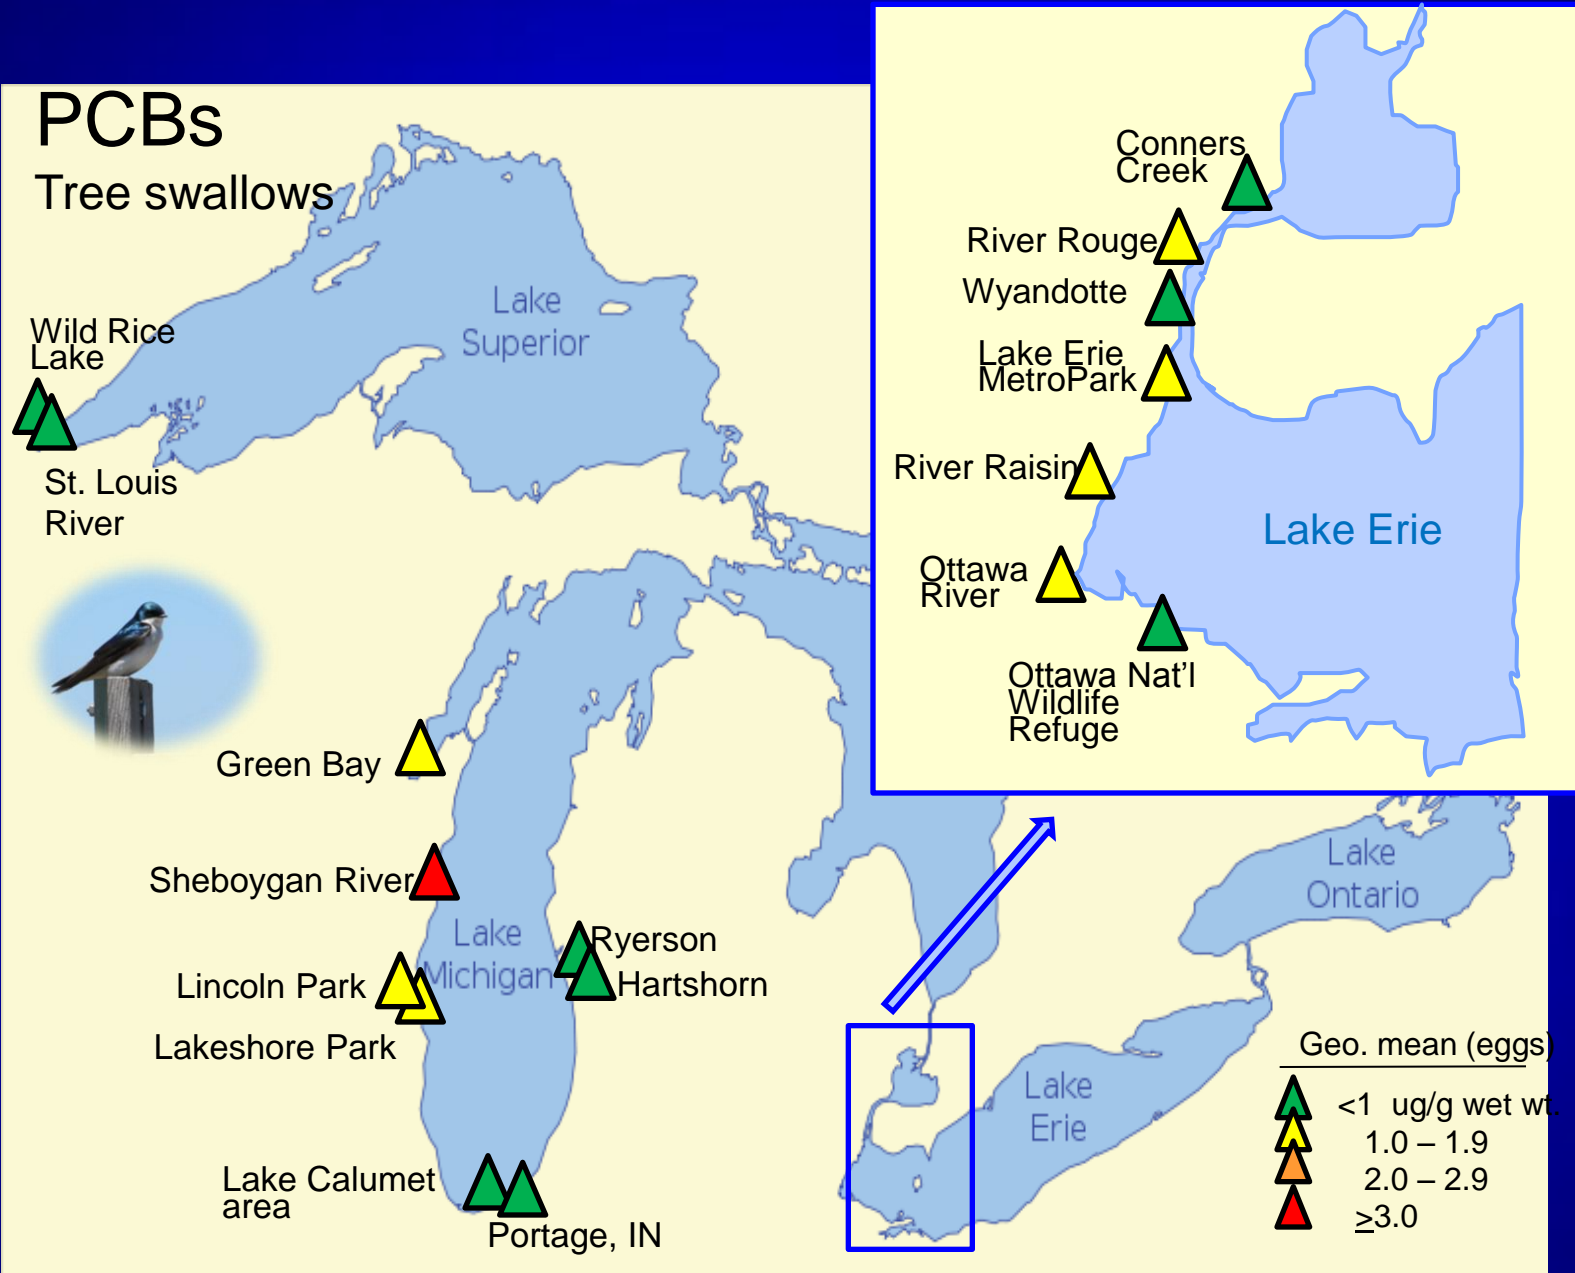 PCBs
Tree swallows
Wild Rice
Lake
St. Louis
River
Lake
Superior
Green Bay
Sheboygan River
Lake
Michigan
Lincoln Park
Lakeshore Park
Ryerson
Hartshorn
Lake Calumet
area
Portage, IN
Conners
Creek
River Rouge
Wyandotte
Lake Erie
MetroPark
River Raisin
Ottawa
River
Ottawa Nat’l
Wildlife
Refuge
Lake Erie
Lake
Ontario
Lake
Erie
Geo. mean (eggs)
<1 ug/g wet wt.
1.0 – 1.9
2.0 – 2.9
≥3.0